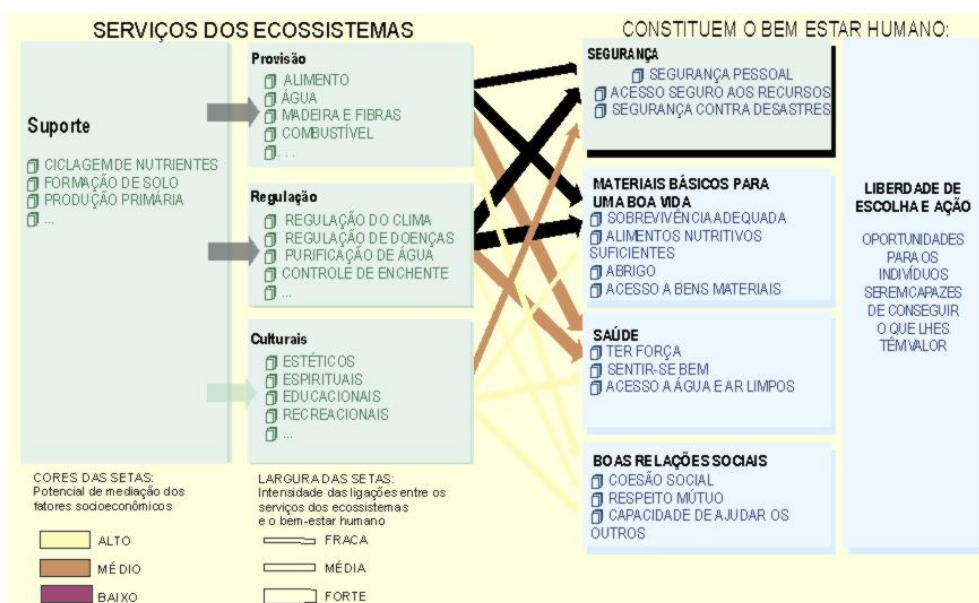 SERVIÇOS DOS ECOSSISTEMAS
CONSTITUEM O BEM ESTAR HUMANO:
Suporte
CICLAGEM DE NUTRIENTES
FORMAÇÃO DE SOLO
PRODUÇÃO PRIMÁRIA
...
Provisão
ALIMENTO
ÁGUA
MADEIRA E FIBRAS
COMBUSTÍVEL
...
Regulação
REGULAÇÃO DO CLIMA
REGULAÇÃO DE DOENÇAS
PURIFICAÇÃO DE ÁGUA
CONTROLE DE ENCHENTE
...
Culturais
ESTÉTICOS
ESPIRITUAIS
EDUCACIONAIS
RECREACIONAIS
...
SEGURANÇA
SEGURANÇA PESSOAL
ACESSO SEGURO AOS RECURSOS
SEGURANÇA CONTRA DESASTRES
MATERIAIS BÁSICOS PARA
UMA BOA VIDA
SOBREVIVÊNCIA ADEQUADA
ALIMENTOS NUTRITIVOS
SUFICIENTES
ABRIGO
ACESSO A BENS MATERIAIS
SAÚDE
TER FORÇA
SENTIR-SE BEM
ACESSO A ÁGUA E AR LIMPOS
BOAS RELAÇÕES SOCIAIS
COESÃO SOCIAL
RESPEITO MÚTUO
CAPACIDADE DE AJUDAR OS
OUTROS
LIBERDADE DE
ESCOLHA E AÇÃO
OPORTUNIDADES
PARA OS
INDIVÍDUOS
SEREM CAPAZES
DE CONSEGUIR
O QUE LHES
TÊM VALOR
CORES DAS SETAS:
Potencial de mediação dos
fatores socioeconômicos
ALTO
MÉDIO
BAIXO
LARGURA DAS SETAS:
Intensidade das ligações entre os
serviços dos ecossistemas
e o bem-estar humano
FRACA
MÉDIA
FORTE